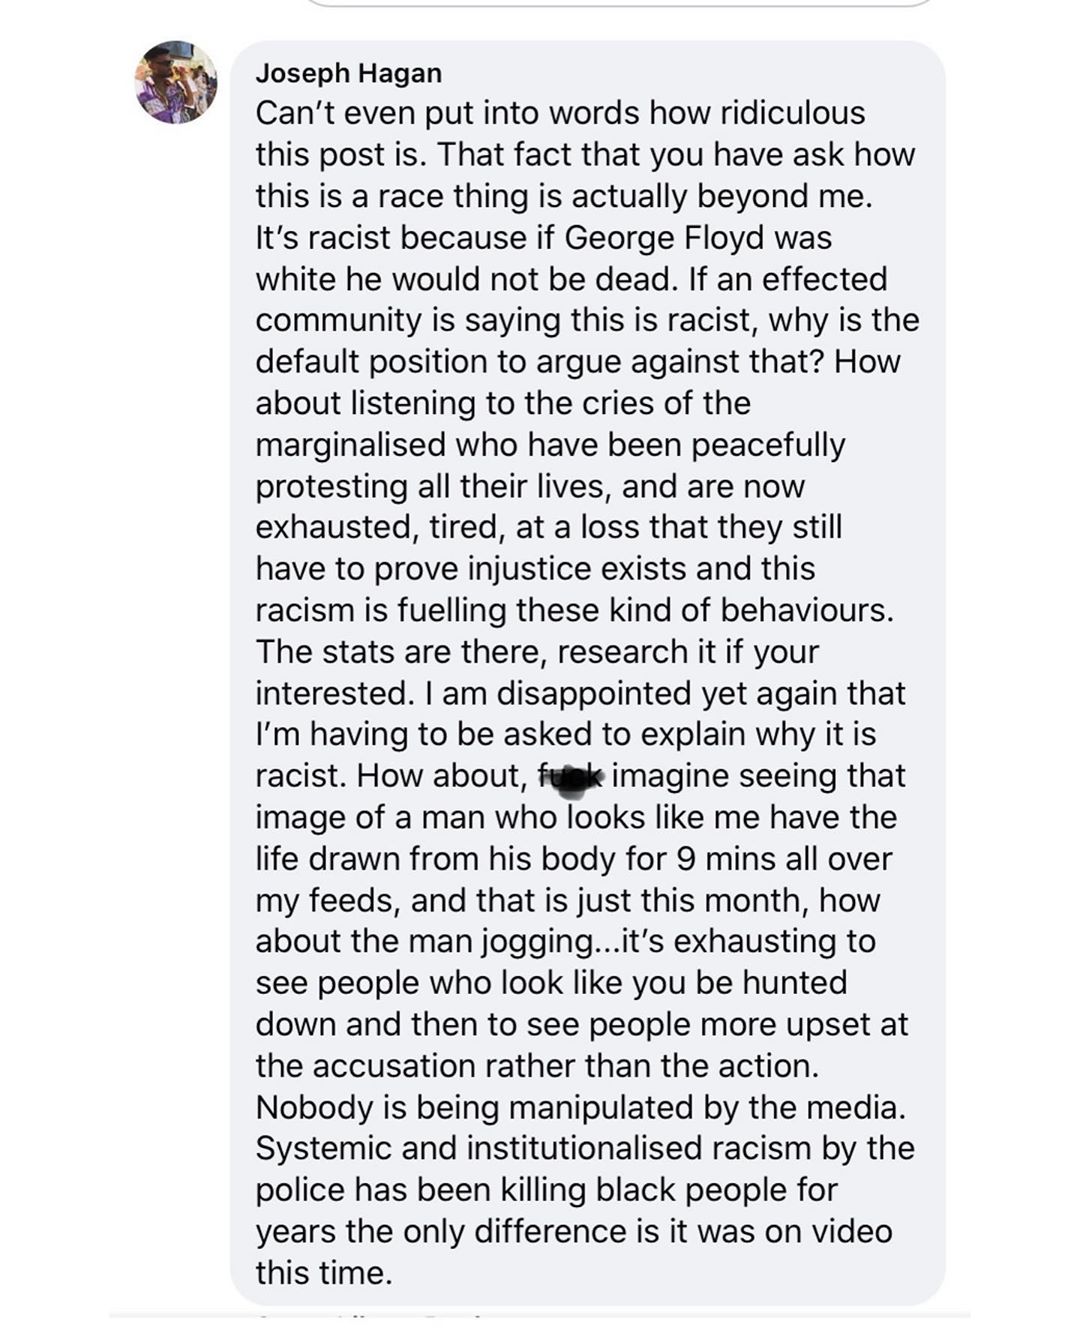 Joseph Hagan
Can't even put into words how ridiculous
this post is. That fact that you have ask how
this is a race thing is actually beyond me.
It's racist because if George Floyd was
white he would not be dead. If an effected
community is saying this is racist, why is the
default position to argue against that? How
about listening to the cries of the
marginalised who have been peacefully
protesting all their lives, and are now
exhausted, tired, at a loss that they still
have to prove injustice exists and this
racism is fuelling these kind of behaviours.
The stats are there, research it if your
interested. I am disappointed yet again that
I'm having to be asked to explain why it is
racist. How about, fuck imagine seeing that
image of a man who looks like me have the
life drawn from his body for 9 mins all over
my feeds, and that is just this month, how
about the man jogging...it's exhausting to
see people who look like you be hunted
down and then to see people more upset at
the accusation rather than the action.
Nobody is being manipulated by the media.
Systemic and institutionalised racism by the
police has been killing black people for
years the only difference is it was on video
this time.